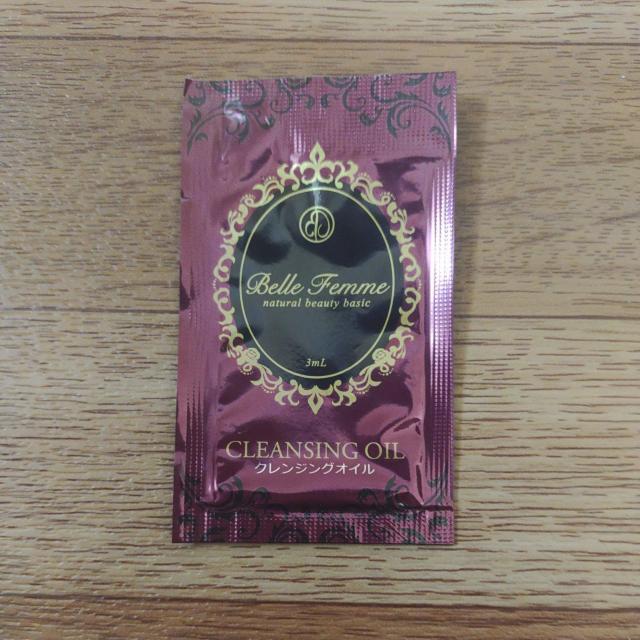 Belle Femme
natural beauty basic
3mL
CLEANSING OIL
クレンジングオイル